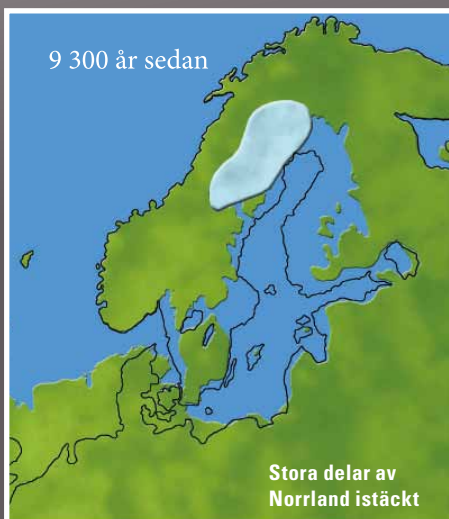 9 300 år sedan
Stora delar av
Norrland istäckt